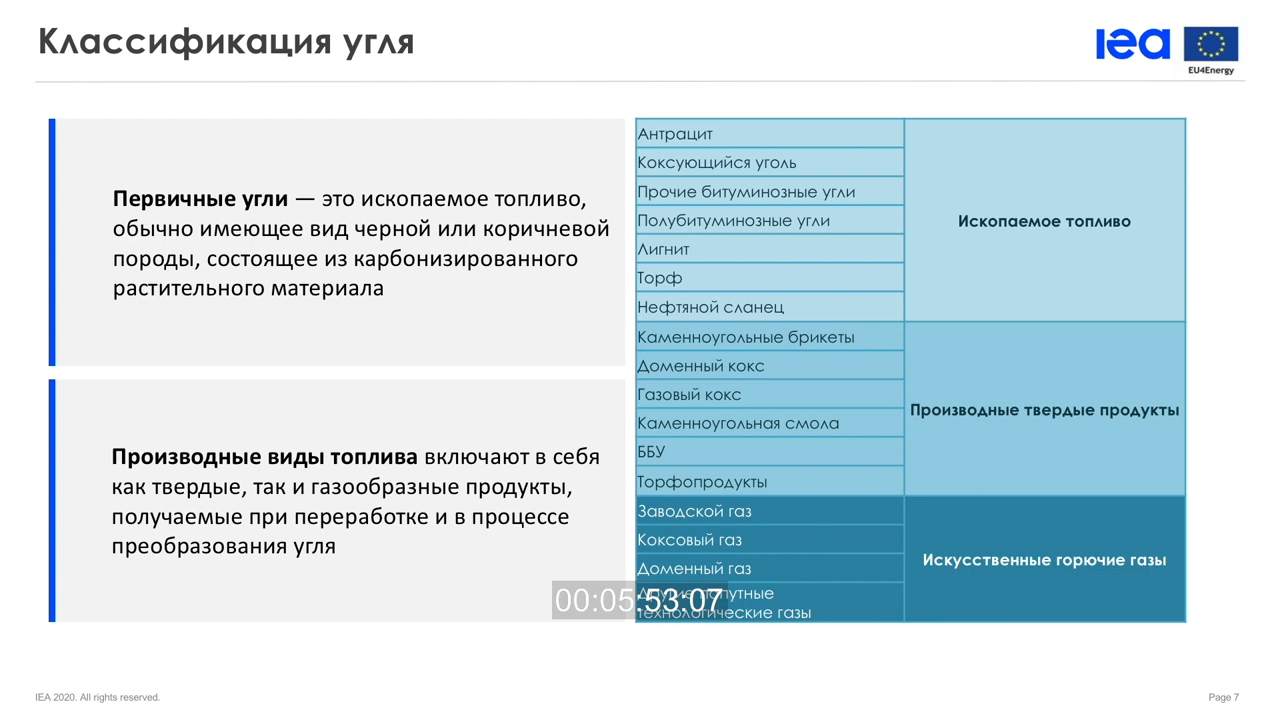 Классификация угля
iea
EU4Energy
Первичные угли — это ископаемое топливо,
обычно имеющее вид черной или коричневой
породы, состоящее из карбонизированного
растительного материала
Производные виды топлива включают в себя
как твердые, так и газообразные продукты,
получаемые при переработке и в процессе
преобразования угля
Антрацит
Коксующийся уголь
Прочие битуминозные угли
Полубитуминозные угли
Лигнит
Торф
Нефтяной сланец
Ископаемое топливо
Каменноугольные брикеты
Доменный кокс
Газовый кокс
Каменноугольная смола
ББУ
Торфопродукты
Производные твердые продукты
Заводской газ
Коксовый газ
Доменный газ
Другие попутные
технологические газы
Искусственные горючие газы
00:05:53:07
IEA 2020. All rights reserved.
Page 7